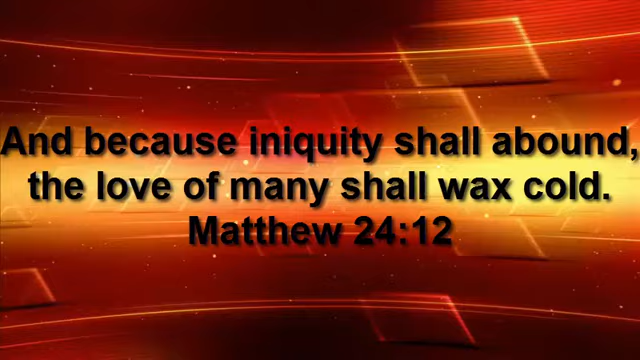 And because iniquity shall abound,
the love of many shall wax cold.
Matthew 24:12